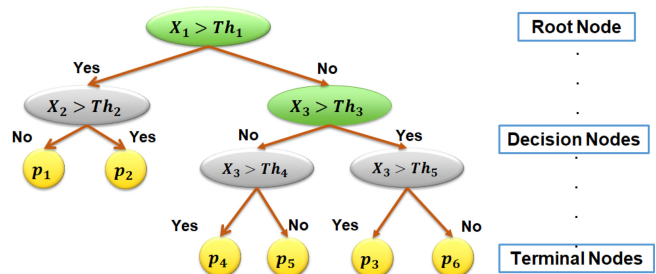 X₁ > Th₁
Root Node
Yes
No
X₂ > Th₂
X₃ > Th₃
No
Yes
No
Yes
Decision Nodes
p₁
p₂
X₃ > Th₄
X₃ > Th₅
Yes
No
Yes
No
p₄
p₅
p₃
p₆
Terminal Nodes